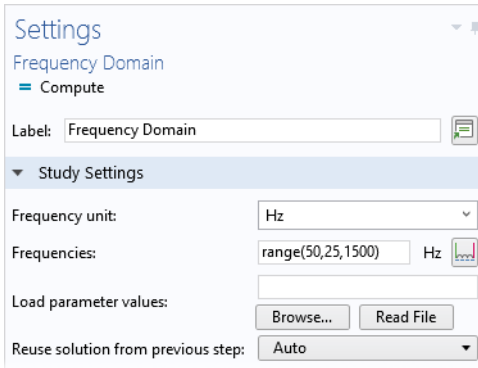 Settings
Frequency Domain
= Compute
Label: Frequency Domain
Study Settings
Frequency unit: Hz
Frequencies: range(50,25,1500) Hz
Load parameter values:
Browse... Read File
Reuse solution from previous step: Auto